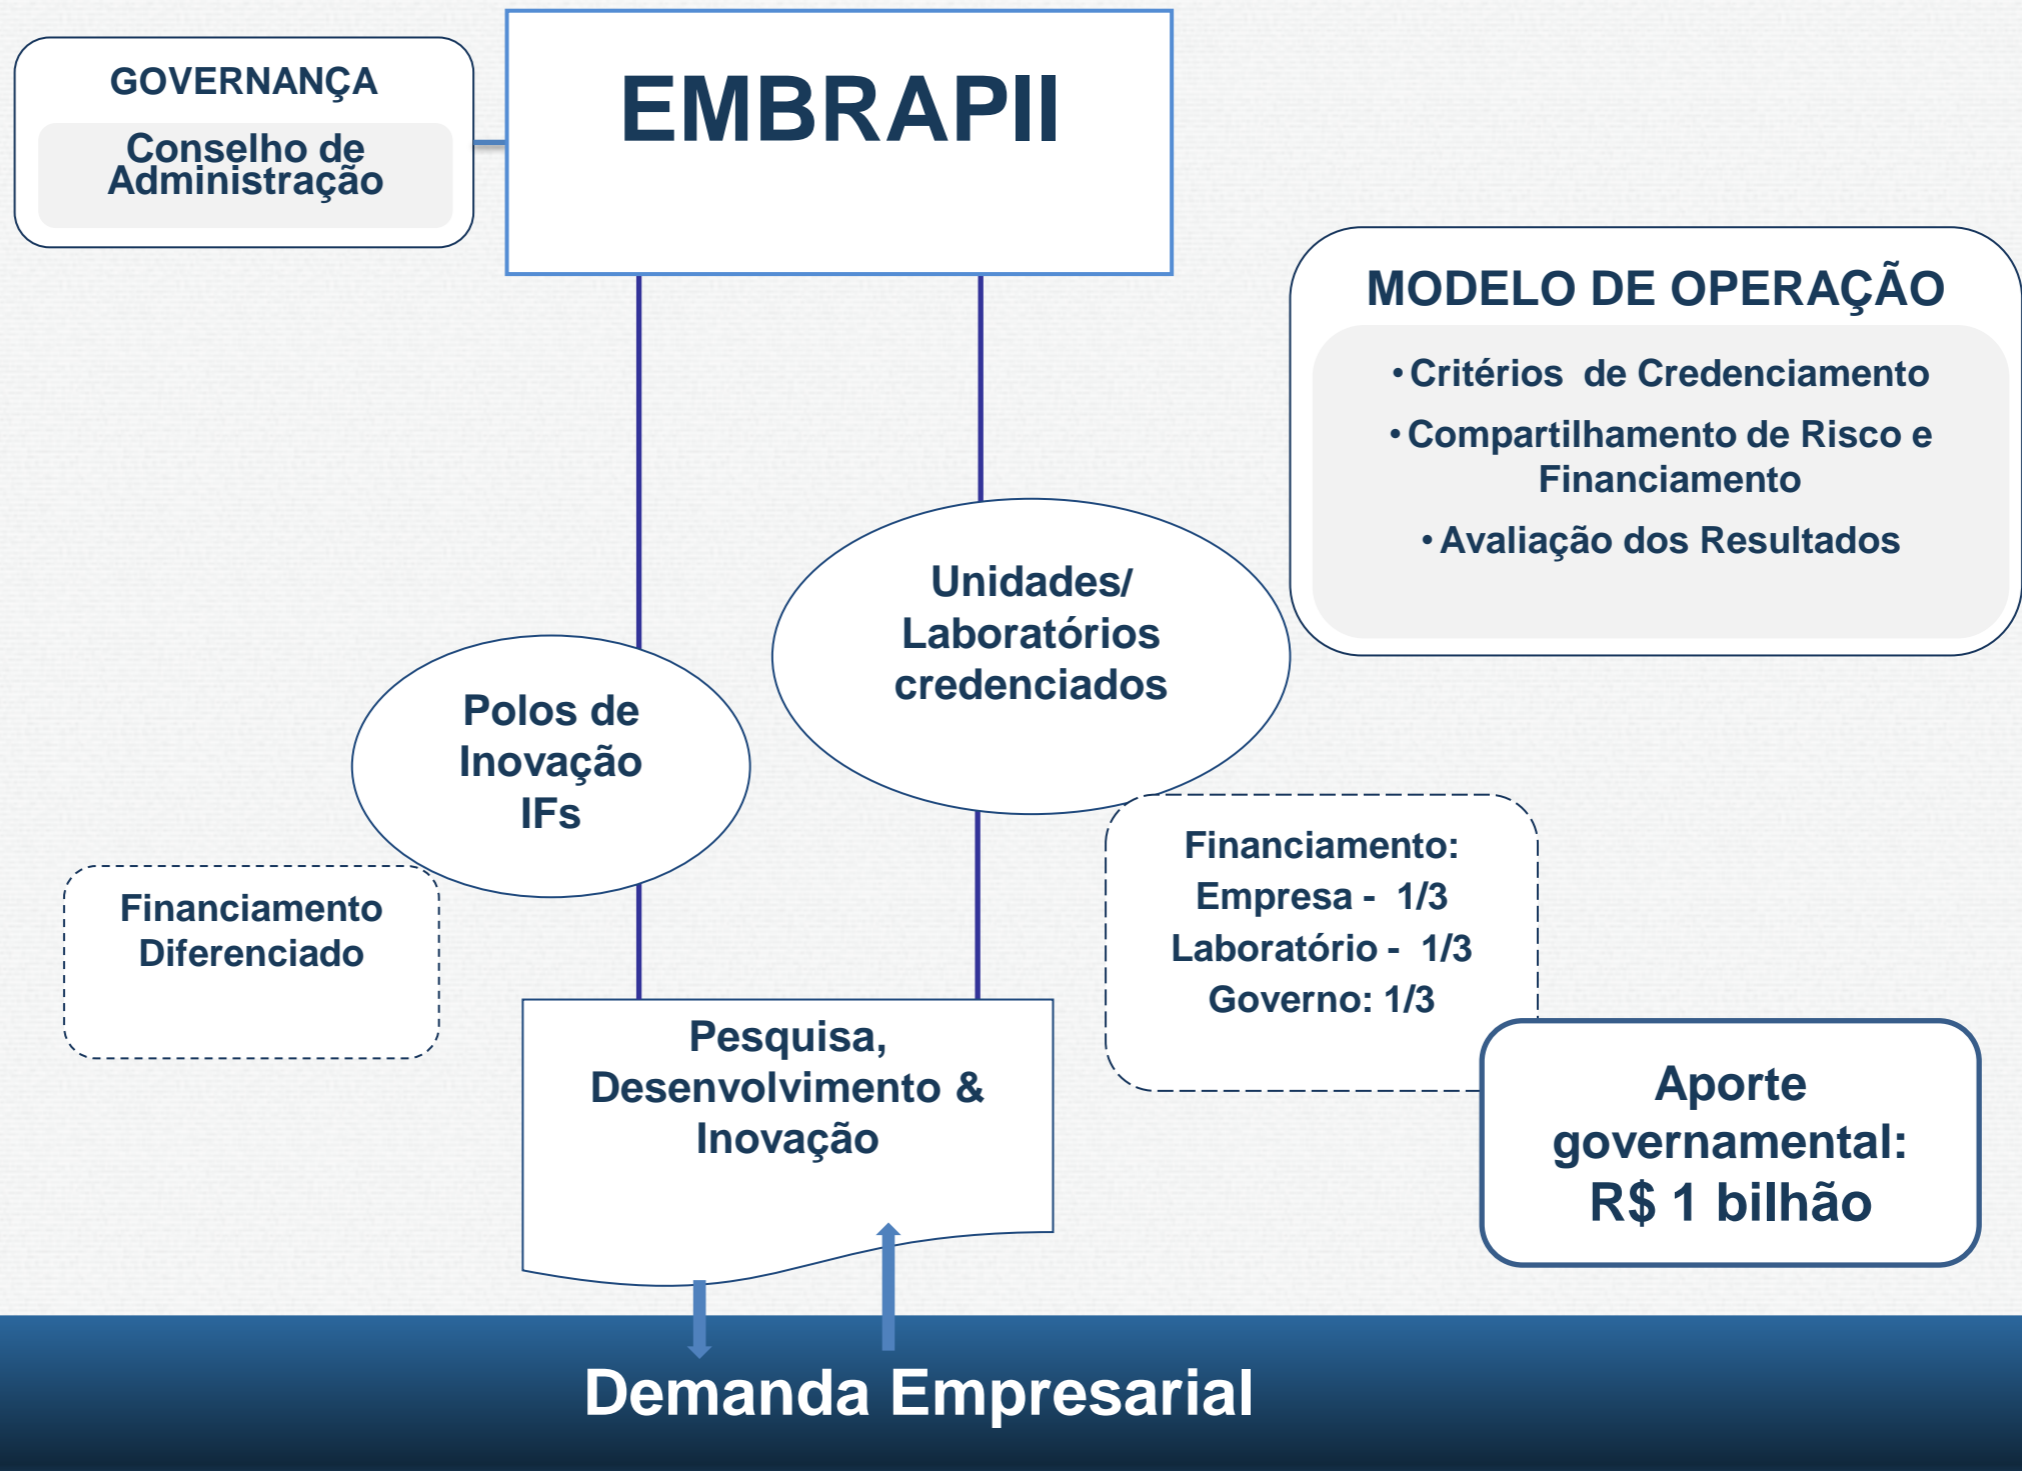 GOVERNANÇA
Conselho de
Administração
EMBRAPII
MODELO DE OPERAÇÃO
• Critérios de Credenciamento
• Compartilhamento de Risco e
Financiamento
• Avaliação dos Resultados
Unidades/
Laboratórios
credenciados
Polos de
Inovação
IFs
Financiamento
Diferenciado
Financiamento:
Empresa - 1/3
Laboratório - 1/3
Governo: 1/3
Pesquisa,
Desenvolvimento &
Inovação
Aporte
governamental:
R$ 1 bilhão
Demanda Empresarial